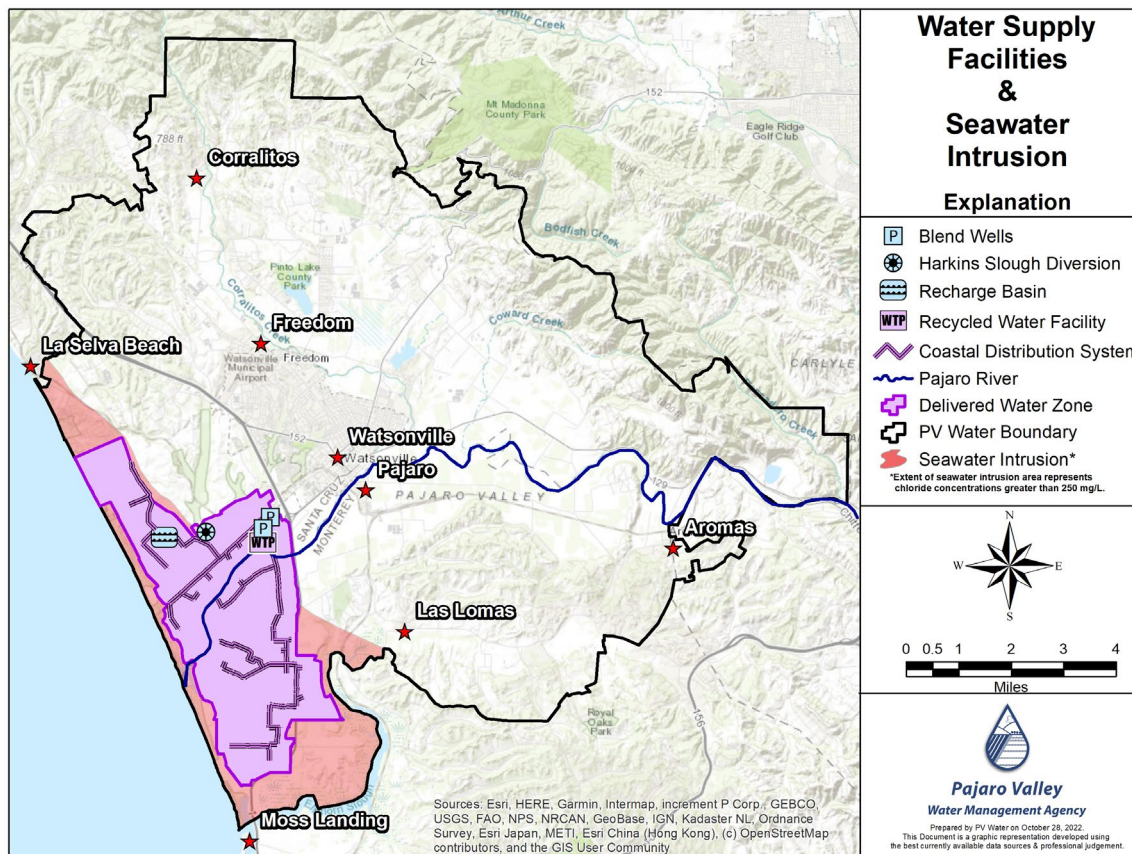 Water Supply
Facilities
&
Seawater
Intrusion
Explanation
P Blend Wells
Harkins Slough Diversion
Recharge Basin
WTP Recycled Water Facility
Coastal Distribution System
Pajaro River
Delivered Water Zone
PV Water Boundary
Seawater Intrusion*
*Extent of seawater intrusion area represents
chloride concentrations greater than 250 mg/L.
N
W E
S
0 0.5 1 2 3 4
Miles
Pajaro Valley
Water Management Agency
Prepared by PV Water on October 28, 2022.
This Document is a graphic representation developed using
the best currently available data sources & professional judgement.
Arthur Creek
152
Mt Madonna
County Park
Eagle Ridge
Golf Club
788 ft
Corralitos
1600 ft
Bodfish Creek
Pinto Lake
County Park
Corralitos
Creek
Coward Creek
Freedom
Freedom
La Selva Beach
Watsonville
Municipal
Airport
CARLYLE
1600 ft
Creek
152
Watsonville
Watsonville
Pajaro
SANTA CRUZ
MONTEREY
PAJARO VALLEY
129
Aromas
P
P
WTP
Las Lomas
Royal
Oaks
Park
156
Slough
Moss Landing
Sources: Esri, HERE, Garmin, Intermap, increment P Corp., GEBCO,
USGS, FAO, NPS, NRCAN, GeoBase, IGN, Kadaster NL, Ordnance
Survey, Esri Japan, METI, Esri China (Hong Kong), (c) OpenStreetMap
contributors, and the GIS User Community